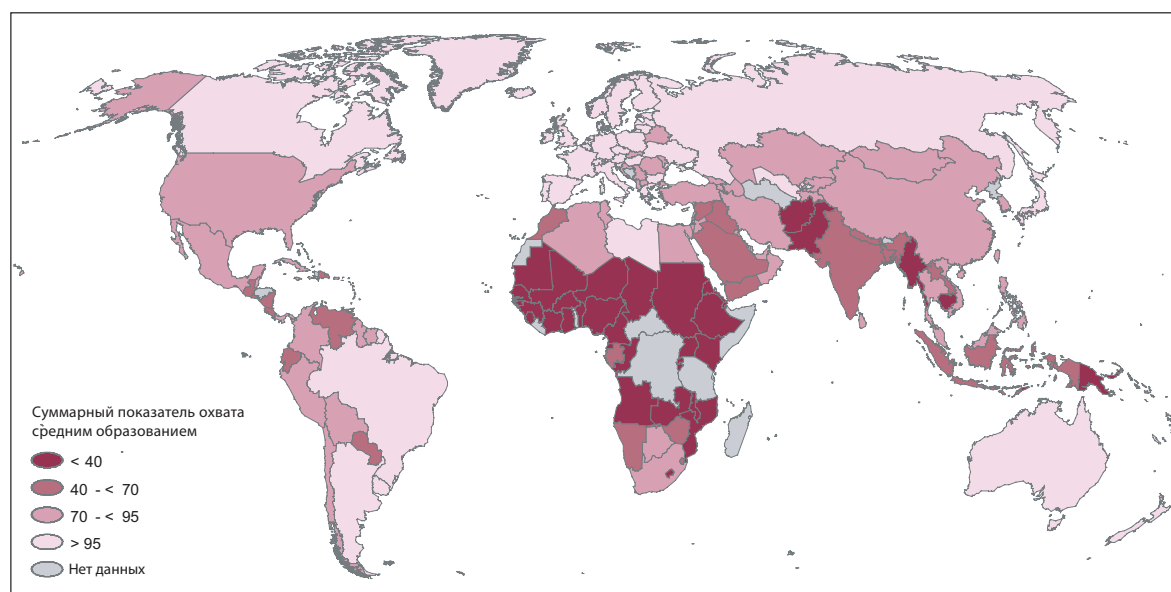 Суммарный показатель охвата
средним образованием
< 40
40 - < 70
70 - < 95
> 95
Нет данных